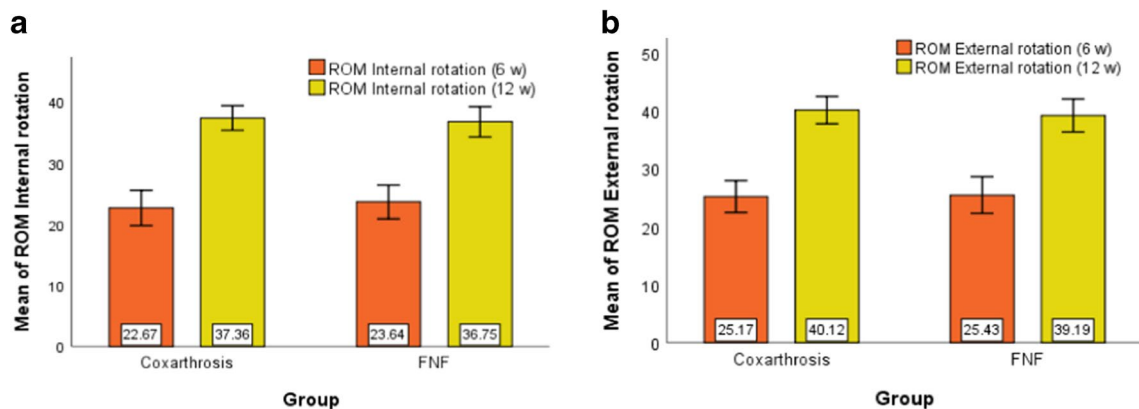 a
ROM Internal rotation (6 w)
ROM Internal rotation (12 w)
Mean of ROM Internal rotation
40
30
20
10
0
22.67
37.36
23.64
36.75
Coxarthrosis
FNF
Group
b
ROM External rotation (6 w)
ROM External rotation (12 w)
Mean of ROM External rotation
50
40
30
20
10
0
25.17
40.12
25.43
39.19
Coxarthrosis
FNF
Group